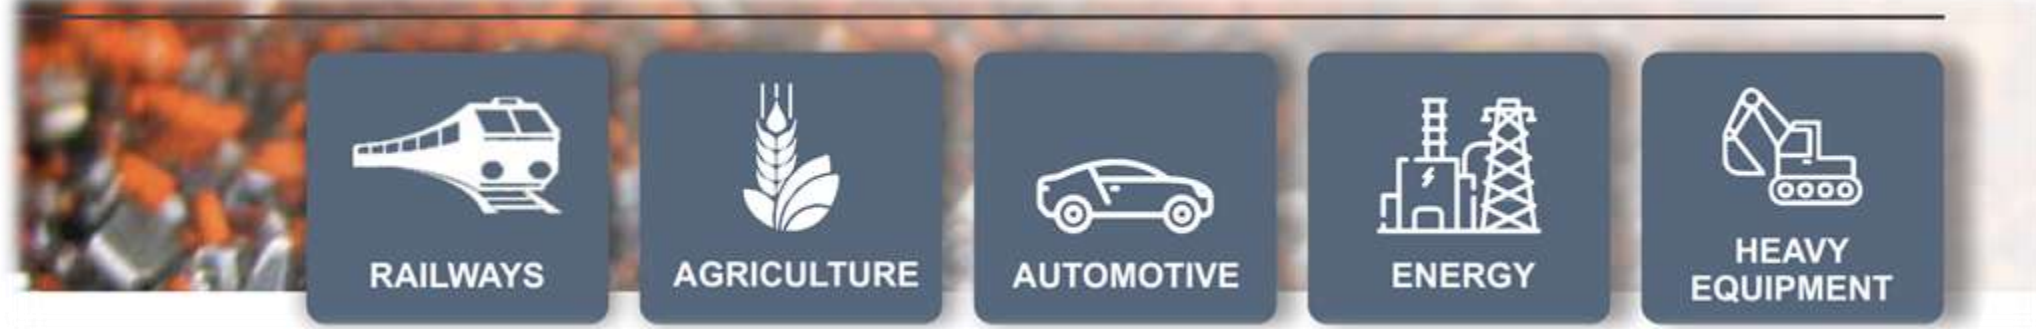 RAILWAYS
AGRICULTURE
AUTOMOTIVE
ENERGY
HEAVY
EQUIPMENT